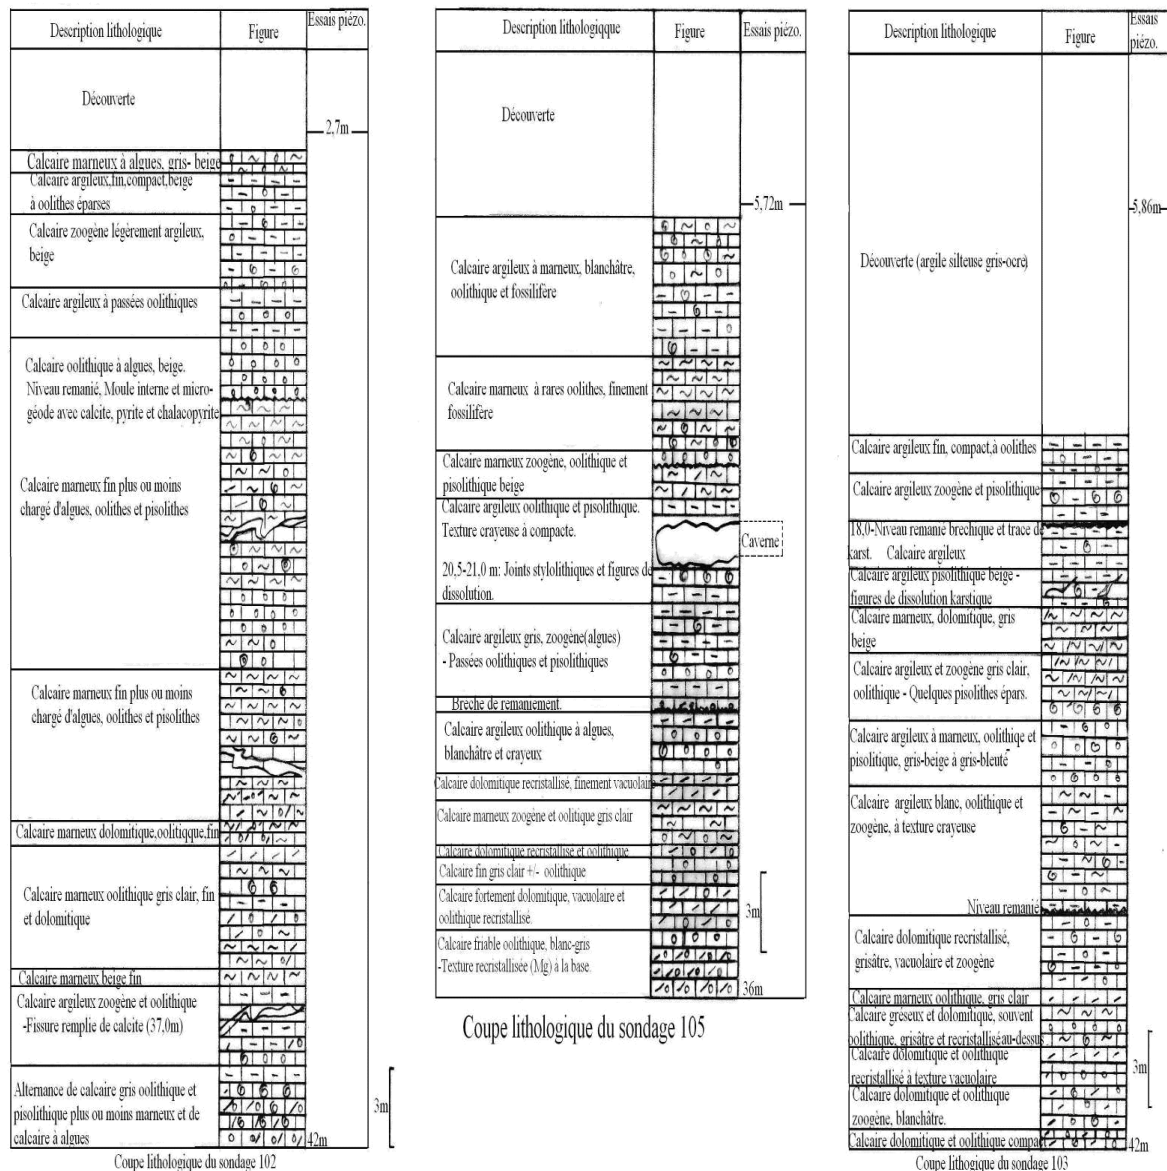 Description lithologique
Figure
Essais piézo.
Découverte
2,7m
Calcaire marneux à algues, gris- beige
Calcaire argileux,fin,compact,beige
à oolithes éparses
Calcaire zoogène légèrement argileux,
beige
Calcaire argileux à passées oolithiques
Calcaire oolithique à algues, beige.
Niveau remanié, Moule interne et micro-
géode avec calcite, pyrite et chalacopyrite
Calcaire marneux fin plus ou moins
chargé d'algues, oolithes et pisolithes
Calcaire marneux fin plus ou moins
chargé d'algues, oolithes et pisolithes
Calcaire marneux dolomitique,oolitiqque,fin
Calcaire marneux oolithique gris clair, fin
et dolomitique
Calcaire marneux beige fin
Calcaire argileux zoogène et oolithique
-Fissure remplie de calcite (37,0m)
Alternance de calcaire gris oolithique et
pisolithique plus ou moins marneux et de
calcaire à algues
3m
42m
Coupe lithologique du sondage 102
Description lithologiqque
Figure
Essais piézo.
Découverte
5,72m
Calcaire argileux à marneux, blanchâtre,
oolithique et fossilifère
Calcaire marneux à rares oolithes, finement
fossilifère
Calcaire marneux zoogène, oolithique et
pisolithique beige
Calcaire argileux oolithique et pisolithique.
Texture crayeuse à compacte.
Caverne
20,5-21,0 m: Joints stylolithiques et figures de
dissolution.
Calcaire argileux gris, zoogène(algues)
- Passées oolithiques et pisolithiques
Brèche de remaniement.
Calcaire argileux oolithique à algues,
blanchâtre et crayeux
Calcaire dolomitique recristallisé, finement vacuolaire
Calcaire marneux zoogène et oolitique gris clair
Calcaire dolomitique recristallisé et oolithique
Calcaire fin gris clair +/- oolithique
Calcaire fortement dolomitique, vacuolaire et
oolithique recristallisé.
3m
Calcaire friable oolithique, blanc-gris
-Texture recristallisée (Mg) à la base.
36m
Coupe lithologique du sondage 105
Description lithologique
Figure
Essais
piézo.
5,86m
Découverte (argile silteuse gris-ocre)
Calcaire argileux fin, compact,à oolithes
Calcaire argileux zoogène et pisolithique
18,0-Niveau remanié brechique et trace de
karst. Calcaire argileux
Calcaire argileux pisolithique beige -
figures de dissolution karstique
Calcaire marneux, dolomitique, gris
beige
Calcaire argileux et zoogène gris clair,
oolithique - Quelques pisolithes épars.
Calcaire argileux à marneux, oolithiqe et
pisolitique, gris-beige à gris-bleuté
Calcaire argileux blanc, oolithique et
zoogène, à texture crayeuse
Niveau remanié
Calcaire dolomitique recristallisé,
grisâtre, vacuolaire et zoogène
Calcaire marneux oolithique, gris clair
Calcaire gréseux et dolomitique, souvent
oolithique, grisâtre et recristalliséau-dessus
Calcaire dolomitique et oolithique
recristallisé à texture vacuolaire
3m
Calcaire dolomitique et oolithique
zoogène, blanchâtre.
Calcaire dolomitique et oolithique compact
42m
Coupe lithologique du sondage 103